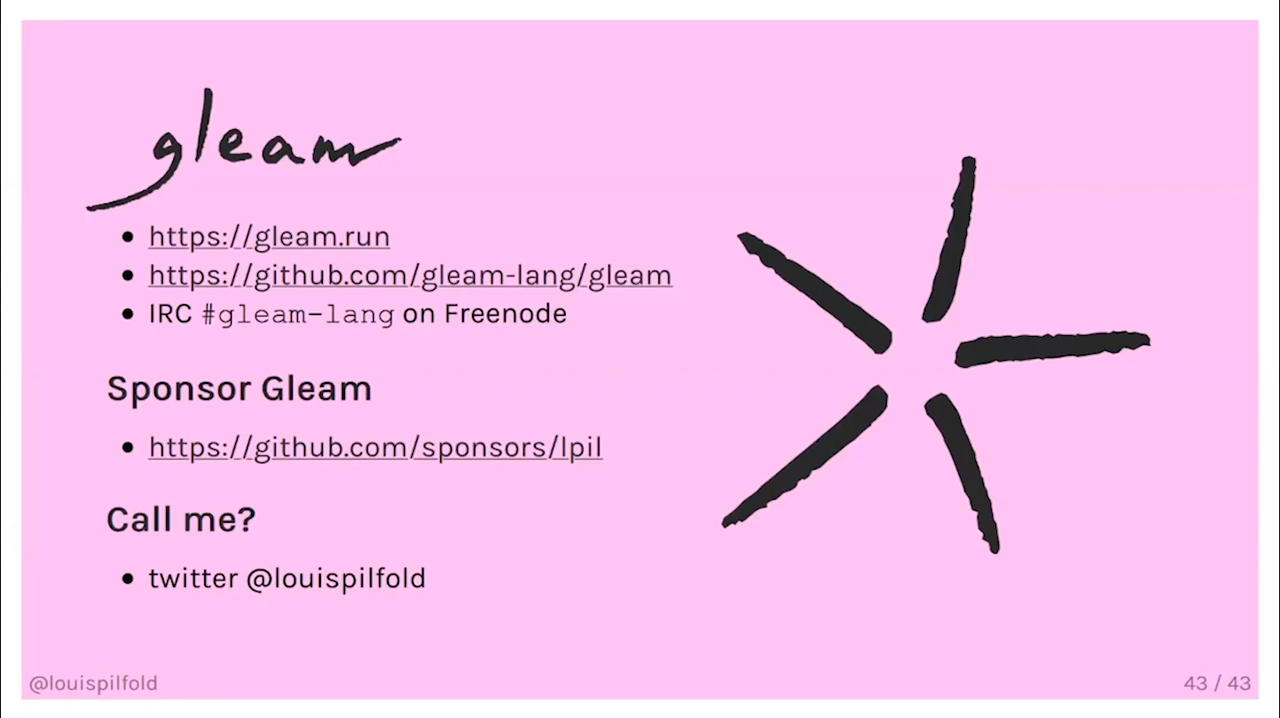 gleam
https://gleam.run
https://github.com/gleam-lang/gleam
IRC #gleam-lang on Freenode
Sponsor Gleam
https://github.com/sponsors/lpil
Call me?
twitter @louispilfold
@louispilfold
43 / 43